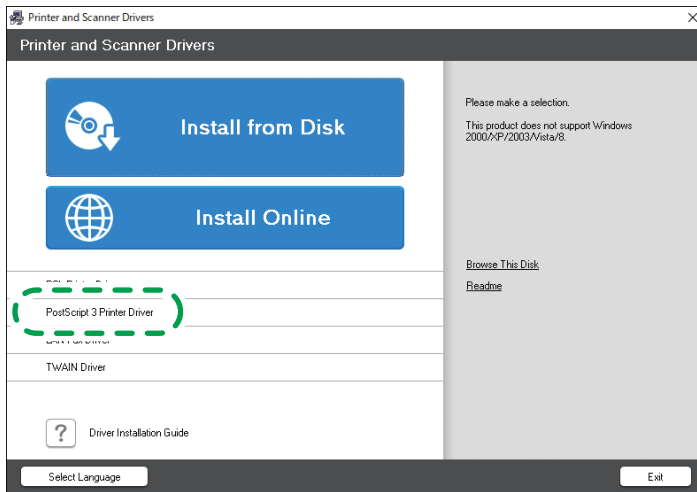 Printer and Scanner Drivers
Printer and Scanner Drivers
Install from Disk
Install Online
Please make a selection.
This product does not support Windows
2000/XP/2003/Vista/8.
Browse This Disk
Readme
PostScript 3 Printer Driver
TWAIN Driver
Driver Installation Guide
Select Language
Exit